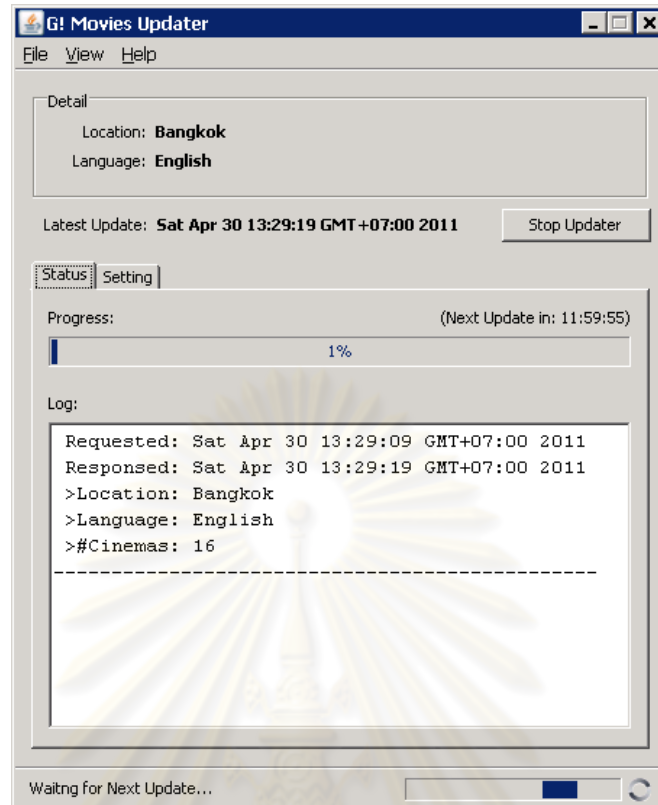 G! Movies Updater
File View Help
Detail
Location: Bangkok
Language: English
Latest Update: Sat Apr 30 13:29:19 GMT+07:00 2011 Stop Updater
Status Setting
Progress: (Next Update in: 11:59:55)
1%
Log:
Requested: Sat Apr 30 13:29:09 GMT+07:00 2011
Responsed: Sat Apr 30 13:29:19 GMT+07:00 2011
>Location: Bangkok
>Language: English
>#Cinemas: 16
--------------------------------------------------
Waitng for Next Update...